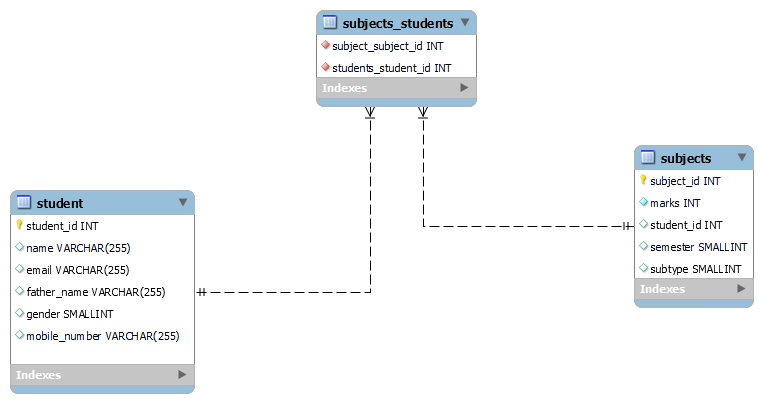 subjects_students
subject_subject_id INT
students_student_id INT
Indexes
subjects
subject_id INT
marks INT
student_id INT
semester SMALLINT
subtype SMALLINT
Indexes
student
student_id INT
name VARCHAR(255)
email VARCHAR(255)
father_name VARCHAR(255)
gender SMALLINT
mobile_number VARCHAR(255)
Indexes